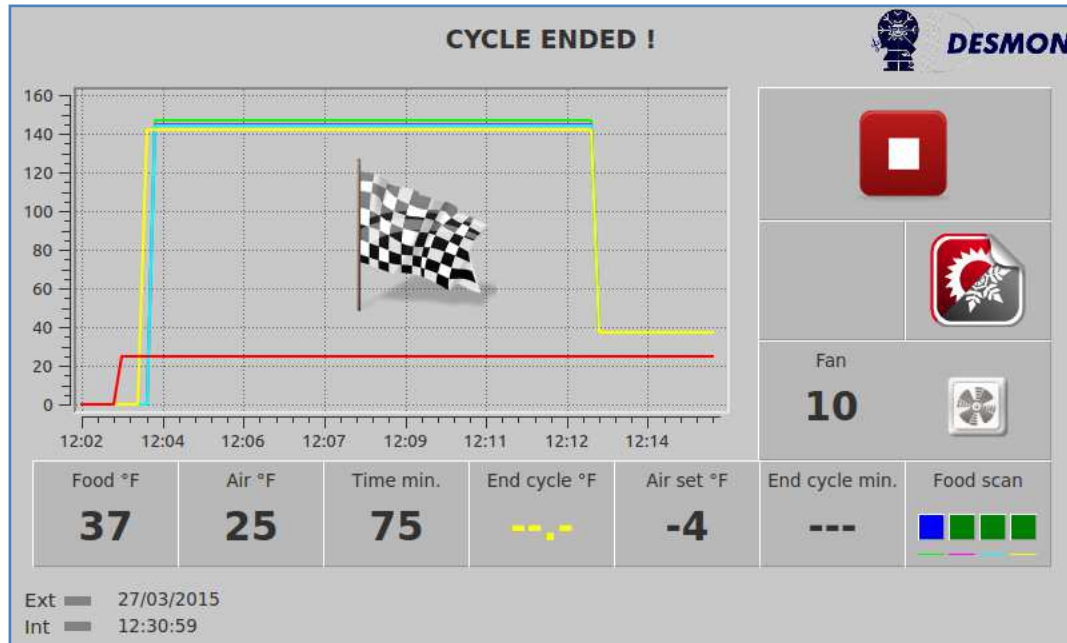 CYCLE ENDED !
DESMON
160
140
120
100
80
60
40
20
0
12:02 12:04 12:06 12:07 12:09 12:11 12:12 12:14
Fan
10
Food °F Air °F Time min. End cycle °F Air set °F End cycle min. Food scan
37 25 75 --.- -4 ---
Ext 27/03/2015
Int 12:30:59